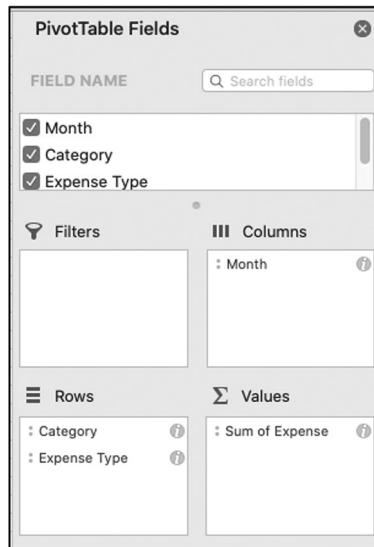 PivotTable Fields
FIELD NAME
Search fields
Month
Category
Expense Type
Filters
Columns
Month
Rows
Values
Category
Expense Type
Sum of Expense